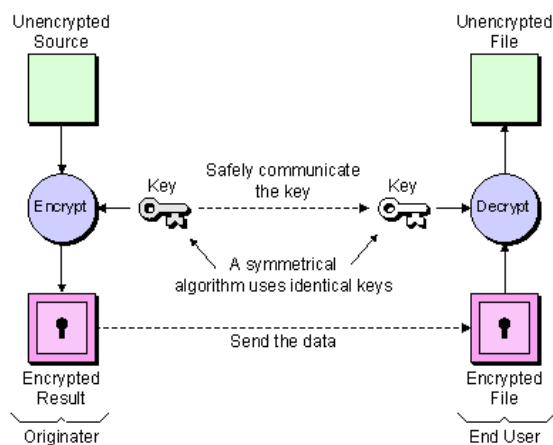 Unencrypted
Source
Unencrypted
File
Encrypt
Key
Safely communicate
the key
Key
Decrypt
A symmetrical
algorithm uses identical keys
Send the data
Encrypted
Result
Encrypted
File
Originater
End User